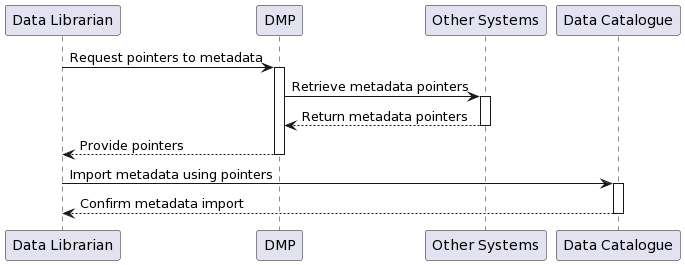 Data Librarian
DMP
Other Systems
Data Catalogue
Request pointers to metadata
Retrieve metadata pointers
Return metadata pointers
Provide pointers
Import metadata using pointers
Confirm metadata import
Data Librarian
DMP
Other Systems
Data Catalogue